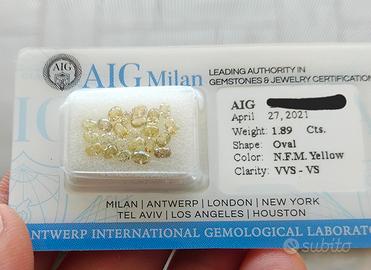 AIG
AIG Milan
LEADING AUTHORITY IN
GEMSTONES & JEWELRY CERTIFICATION
AIG
April 27, 2021
Weight: 1.89 Cts.
Shape: Oval
Color: N.F.M. Yellow
Clarity: VVS - VS
MILAN | ANTWERP | LONDON | NEW YORK
TEL AVIV | LOS ANGELES | HOUSTON
ANTWERP INTERNATIONAL GEMOLOGICAL LABORATO
subito